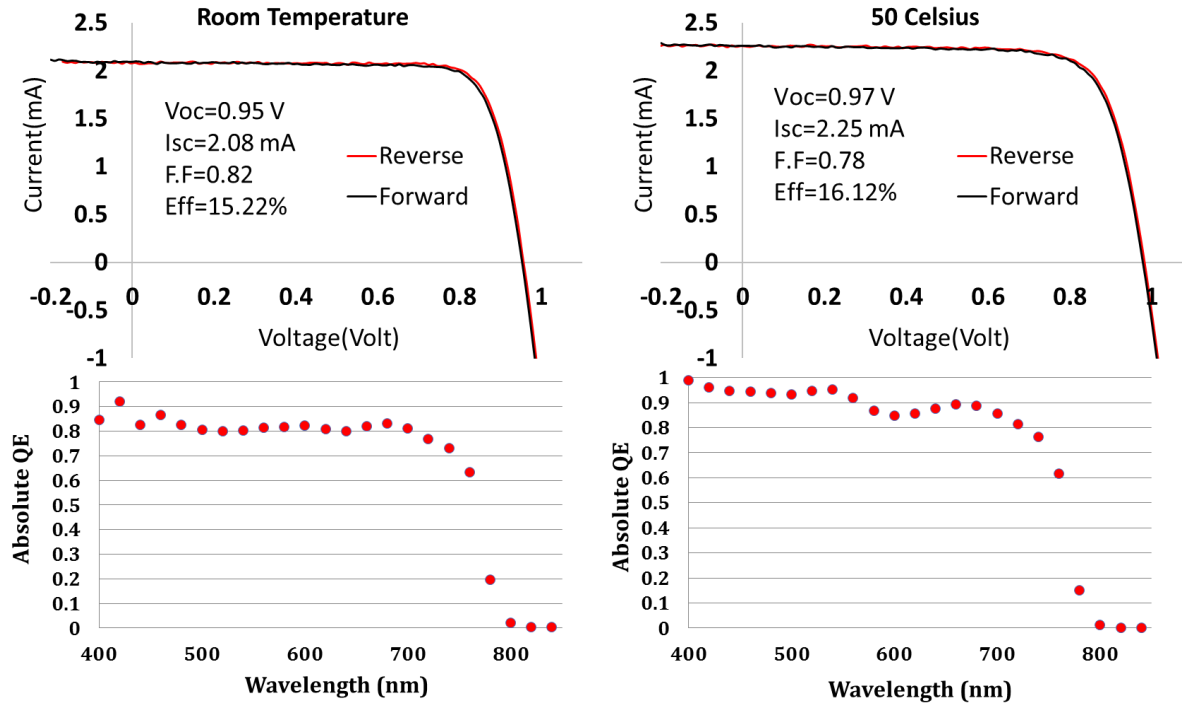 Room Temperature
2.5
2
1.5
1
0.5
0
-0.5
-1
Current(mA)
Voc=0.95 V
Isc=2.08 mA
F.F=0.82
Eff=15.22%
Reverse
Forward
-0.2 0 0.2 0.4 0.6 0.8 1
Voltage(Volt)
50 Celsius
2.5
2
1.5
1
0.5
0
-0.5
-1
Current(mA)
Voc=0.97 V
Isc=2.25 mA
F.F=0.78
Eff=16.12%
Reverse
Forward
-0.2 0 0.2 0.4 0.6 0.8 1
Voltage(Volt)
1
0.9
0.8
0.7
0.6
0.5
0.4
0.3
0.2
0.1
0
Absolute QE
400 500 600 700 800
Wavelength (nm)
1
0.9
0.8
0.7
0.6
0.5
0.4
0.3
0.2
0.1
0
Absolute QE
400 500 600 700 800
Wavelength (nm)